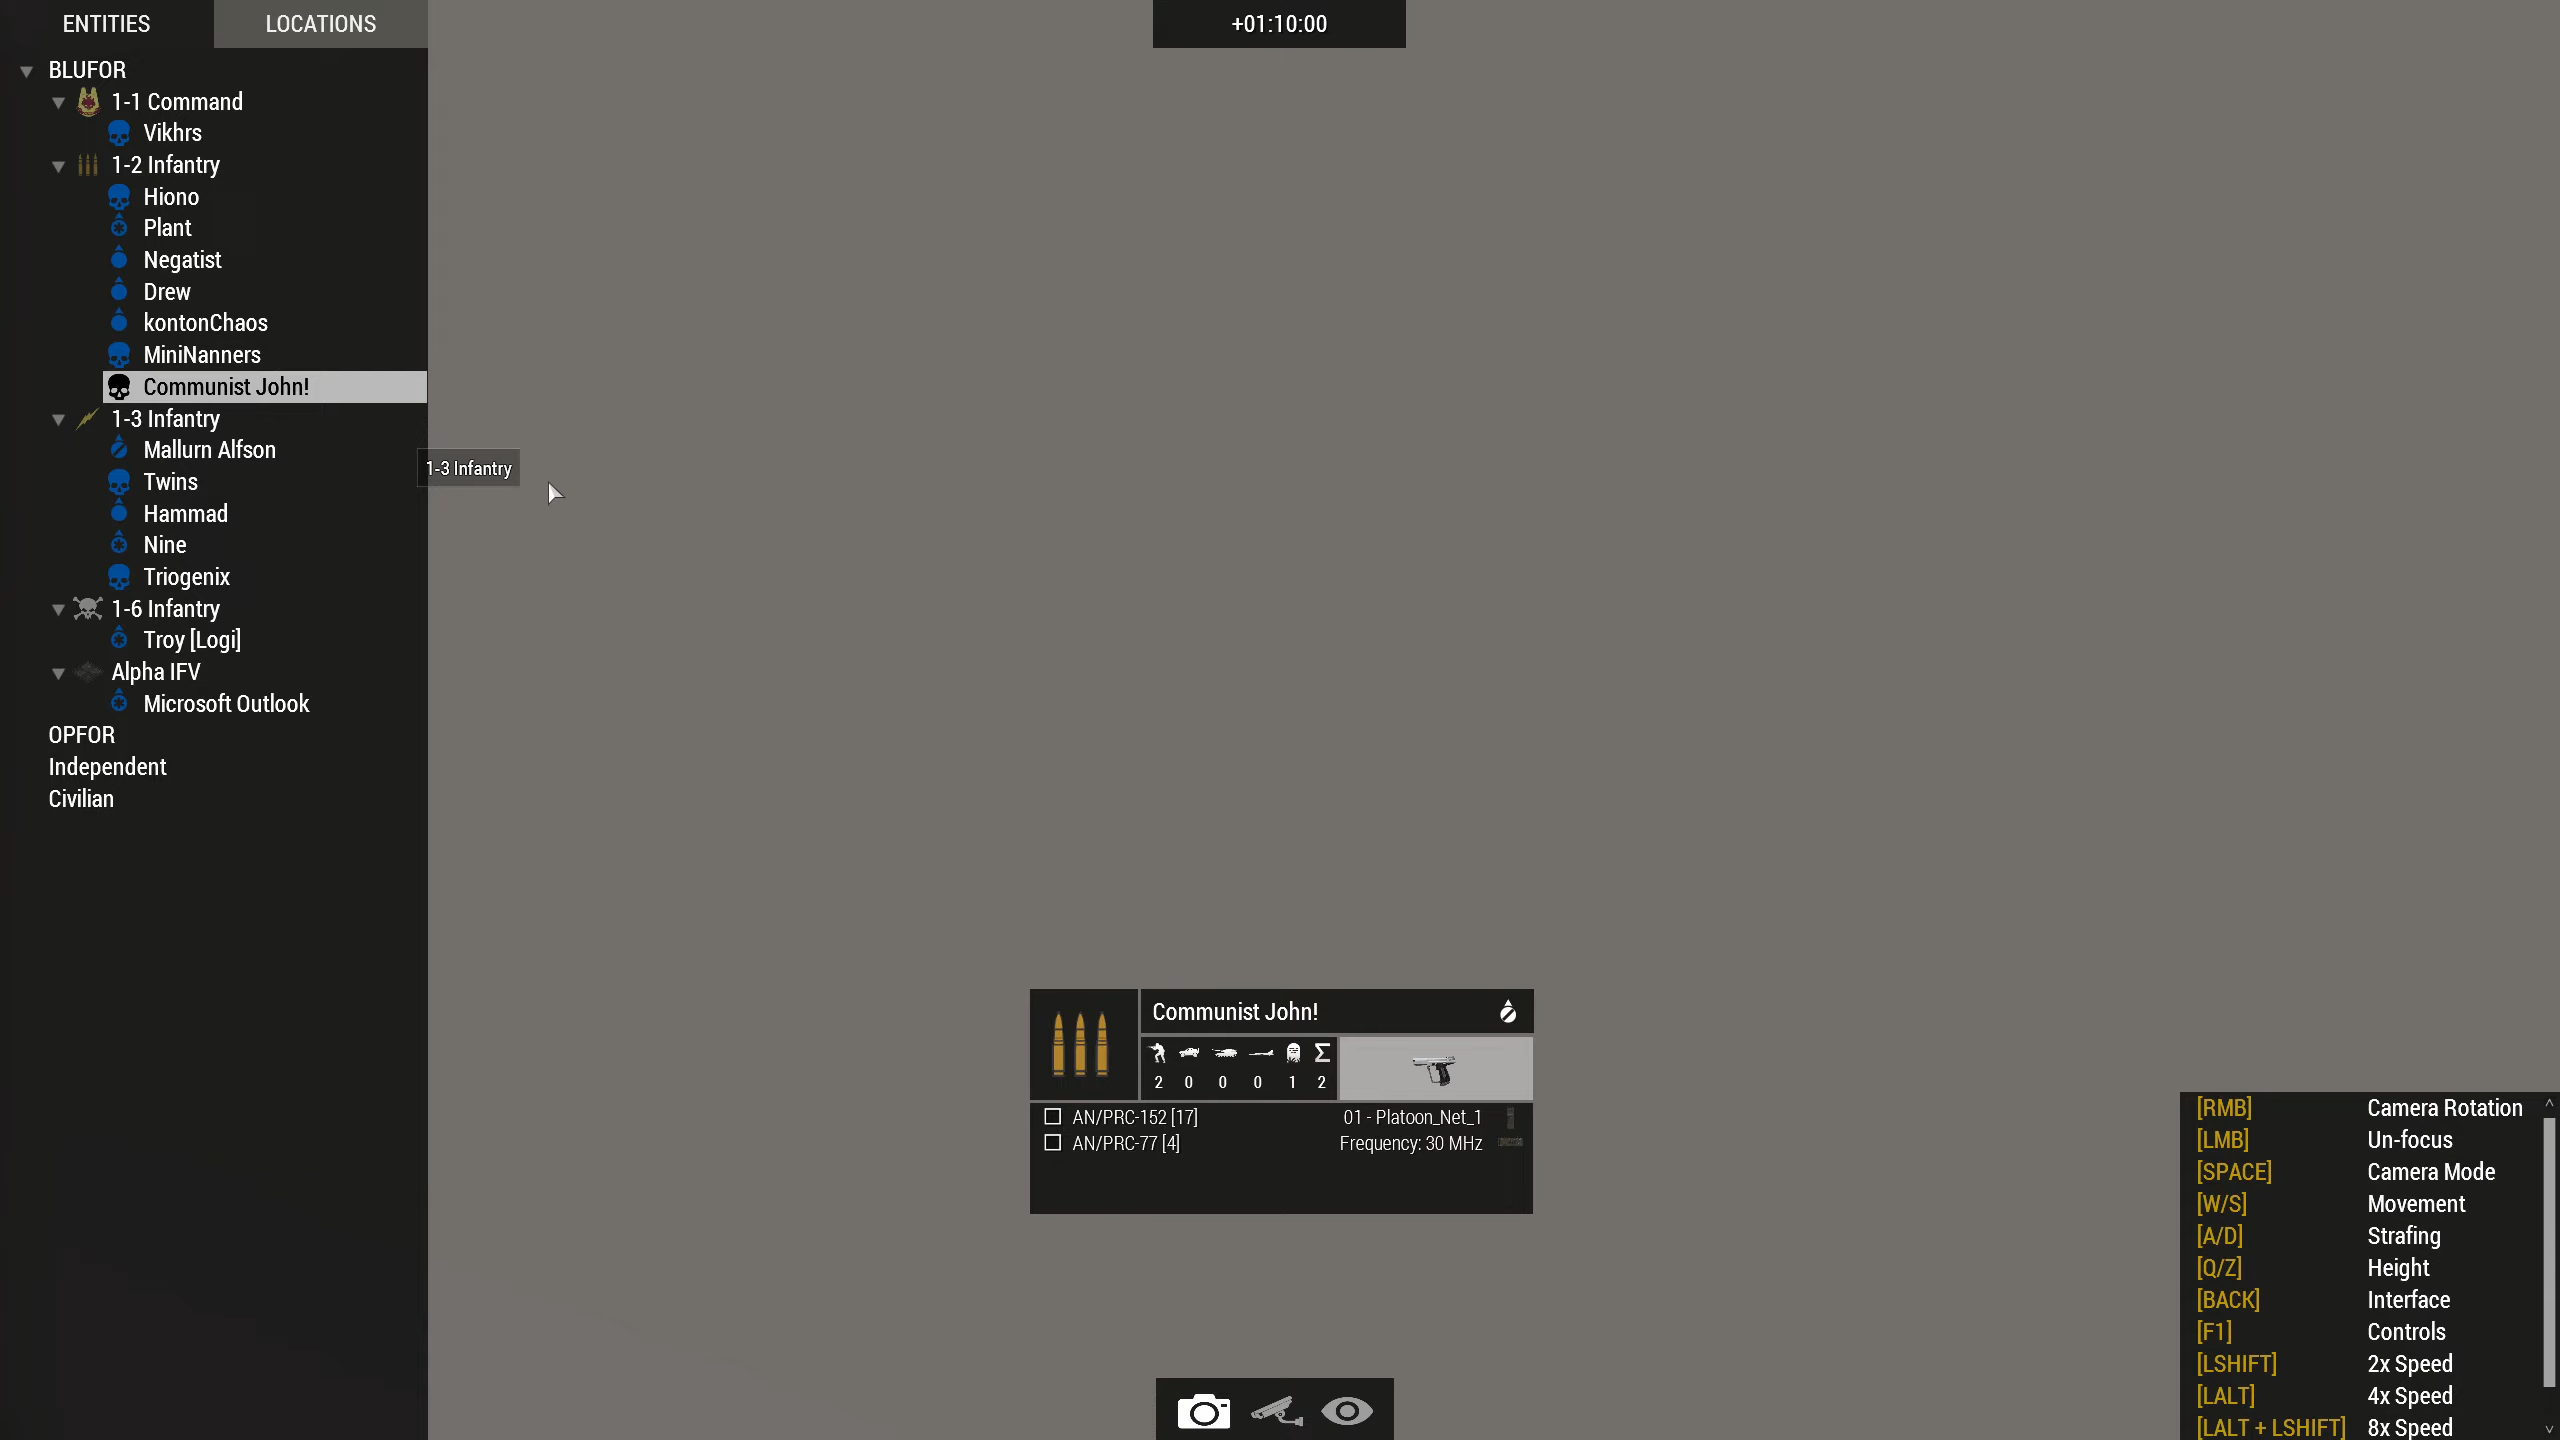 ENTITIES
LOCATIONS
+01:10:00
BLUFOR
1-1 Command
Vikhrs
1-2 Infantry
Hiono
Plant
Negatist
Drew
kontonChaos
MiniNanners
Communist John!
1-3 Infantry
Mallurn Alfson
1-3 Infantry
Twins
Hammad
Nine
Triogenix
1-6 Infantry
Troy [Logi]
Alpha IFV
Microsoft Outlook
OPFOR
Independent
Civilian
Communist John!
Σ
2 0 0 0 1 2
AN/PRC-152 [17] 01 - Platoon_Net_1
AN/PRC-77 [4] Frequency: 30 MHz
[RMB] Camera Rotation
[LMB] Un-focus
[SPACE] Camera Mode
[W/S] Movement
[A/D] Strafing
[Q/Z] Height
[BACK] Interface
[F1] Controls
[LSHIFT] 2x Speed
[LALT] 4x Speed
[LALT + LSHIFT] 8x Speed